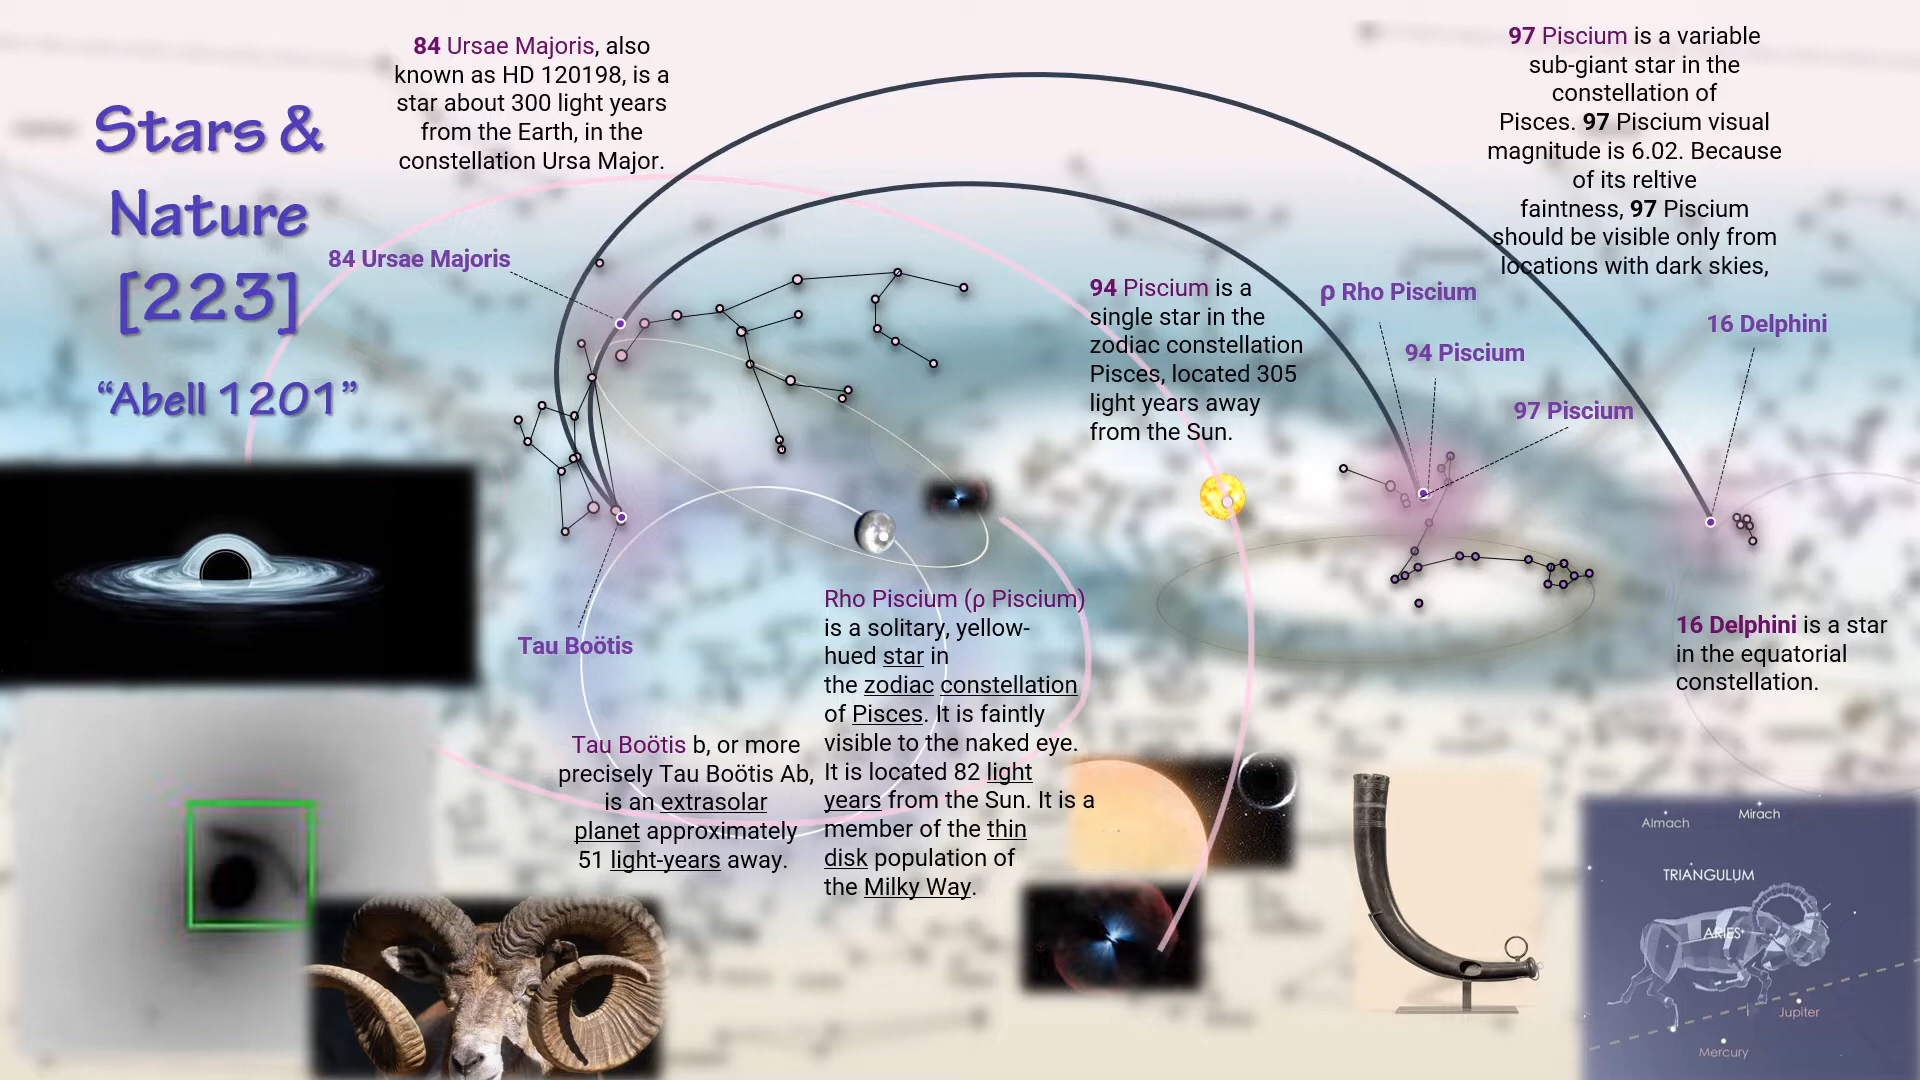 Stars &
Nature
[223]
“Abell 1201”
84 Ursae Majoris, also
known as HD 120198, is a
star about 300 light years
from the Earth, in the
constellation Ursa Major.
84 Ursae Majoris
97 Piscium is a variable
sub-giant star in the
constellation of
Pisces. 97 Piscium visual
magnitude is 6.02. Because
of its reltive
faintness, 97 Piscium
should be visible only from
locations with dark skies,
94 Piscium is a
single star in the
zodiac constellation
Pisces, located 305
light years away
from the Sun.
ρ Rho Piscium
94 Piscium
97 Piscium
16 Delphini
Tau Boötis
Rho Piscium (ρ Piscium)
is a solitary, yellow-
hued star in
the zodiac constellation
of Pisces. It is faintly
visible to the naked eye.
It is located 82 light
years from the Sun. It is a
member of the thin
disk population of
the Milky Way.
Tau Boötis b, or more
precisely Tau Boötis Ab,
is an extrasolar
planet approximately
51 light-years away.
16 Delphini is a star
in the equatorial
constellation.
Almach
Mirach
TRIANGULUM
ARIES
Jupiter
Mercury